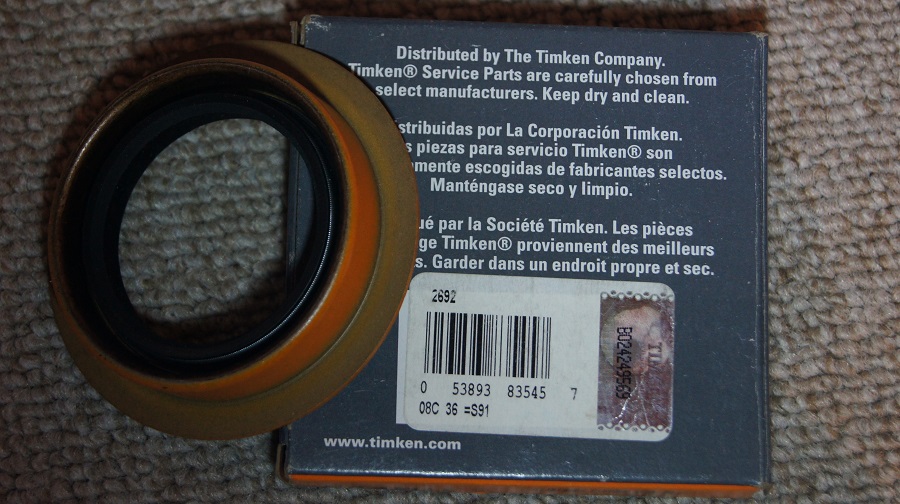 Distributed by The Timken Company.
Timken® Service Parts are carefully chosen from
select manufacturers. Keep dry and clean.
stribuidas por La Corporación Timken.
s piezas para servicio Timken® son
mente escogidas de fabricantes selectos.
Manténgase seco y limpio.
ué par la Société Timken. Les pièces
ge Timken® proviennent des meilleurs
s. Garder dans un endroit propre et sec.
2692
0 53893 83545 7
08C 36 =S91
E024249569
www.timken.com